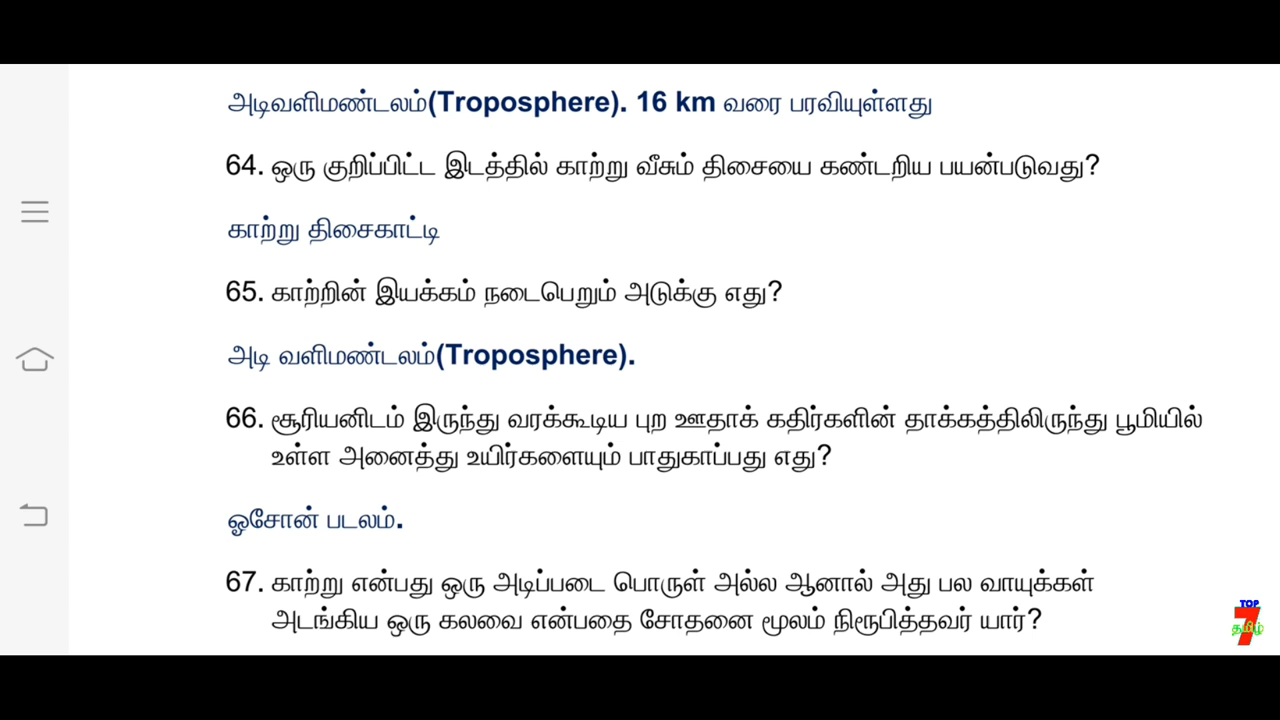 அடிவளிமண்டலம்(Troposphere). 16 km வரை பரவியுள்ளது
64. ஒரு குறிப்பிட்ட இடத்தில் காற்று வீசும் திசையை கண்டறிய பயன்படுவது?
காற்று திசைகாட்டி
65. காற்றின் இயக்கம் நடைபெறும் அடுக்கு எது?
அடி வளிமண்டலம்(Troposphere).
66. சூரியனிடம் இருந்து வரக்கூடிய புற ஊதாக் கதிர்களின் தாக்கத்திலிருந்து பூமியில்
உள்ள அனைத்து உயிர்களையும் பாதுகாப்பது எது?
ஓசோன் படலம்.
67. காற்று என்பது ஒரு அடிப்படை பொருள் அல்ல ஆனால் அது பல வாயுக்கள்
அடங்கிய ஒரு கலவை என்பதை சோதனை மூலம் நிரூபித்தவர் யார்?
TOP
7
தமிழ்